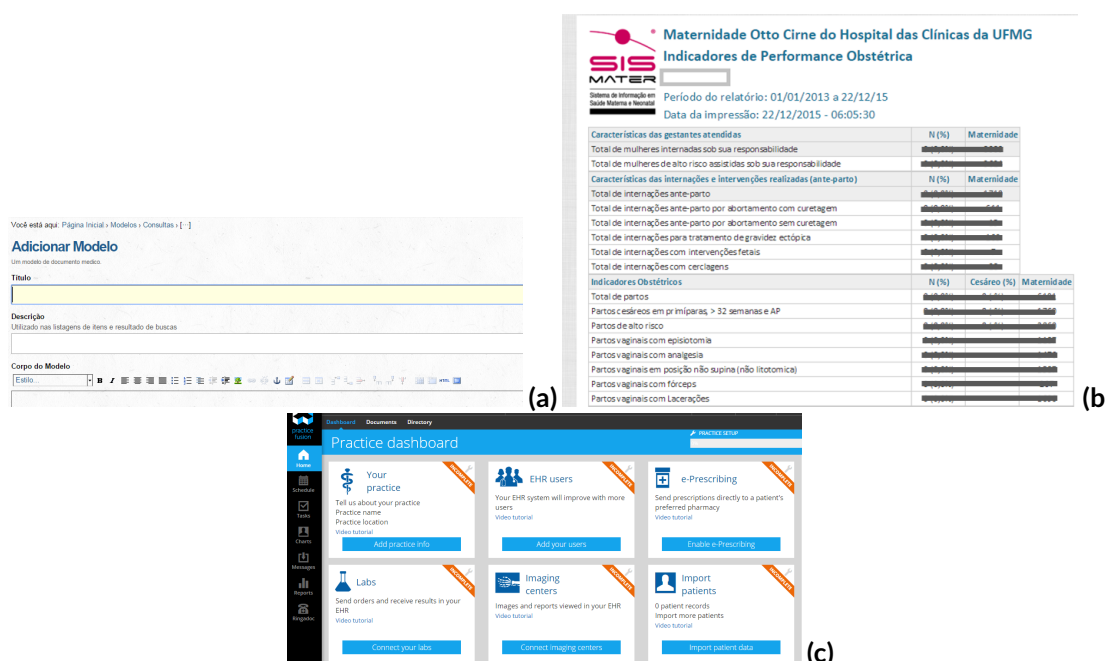 Você está aqui: Página Inicial › Modelos › Consultas › [···]
Adicionar Modelo
Um modelo de documento medico.
Título
Descrição
Utilizado nas listagens de itens e resultado de buscas
Corpo do Modelo
Estilo...
B I
HTML
(a)
SIS
MATER
Sistema de Informação em
Saúde Materna e Neonatal
Maternidade Otto Cirne do Hospital das Clínicas da UFMG
Indicadores de Performance Obstétrica
Período do relatório: 01/01/2013 a 22/12/15
Data da impressão: 22/12/2015 - 06:05:30
Características das gestantes atendidas N (%) Maternidade
Total de mulheres internadas sob sua responsabilidade
Total de mulheres de alto risco assistidas sob sua responsabilidade
Características das internações e intervenções realizadas (ante-parto) N (%) Maternidade
Total de internações ante-parto
Total de internações ante-parto por abortamento com curetagem
Total de internações ante-parto por abortamento sem curetagem
Total de internações para tratamento de gravidez ectópica
Total de internações com intervenções fetais
Total de internações com cerclagens
Indicadores Obstétricos N (%) Cesáreo (%) Maternidade
Total de partos
Partos cesáreos em primíparas, > 32 semanas e AP
Partos de alto risco
Partos vaginais com episiotomia
Partos vaginais com analgesia
Partos vaginais em posição não supina (não litotomica)
Partos vaginais com fórceps
Partos vaginais com Lacerações
(b
practice
fusion
Dashboard Documents Directory
Practice dashboard
PRACTICE SETUP
Home
Schedule
Tasks
Charts
Messages
Reports
Ringadoc
INCOMPLETE
Your
practice
Tell us about your practice
Practice name
Practice location
Video tutorial
Add practice info
INCOMPLETE
EHR users
Your EHR system will improve with more
users
Video tutorial
Add your users
INCOMPLETE
e-Prescribing
Send prescriptions directly to a patient's
preferred pharmacy
Video tutorial
Enable e-Prescribing
INCOMPLETE
Labs
Send orders and receive results in your
EHR
Video tutorial
Connect your labs
INCOMPLETE
Imaging
centers
Images and reports viewed in your EHR
Video tutorial
Connect imaging centers
INCOMPLETE
Import
patients
0 patient records
Import more patients
Video tutorial
Import patient data
(c)